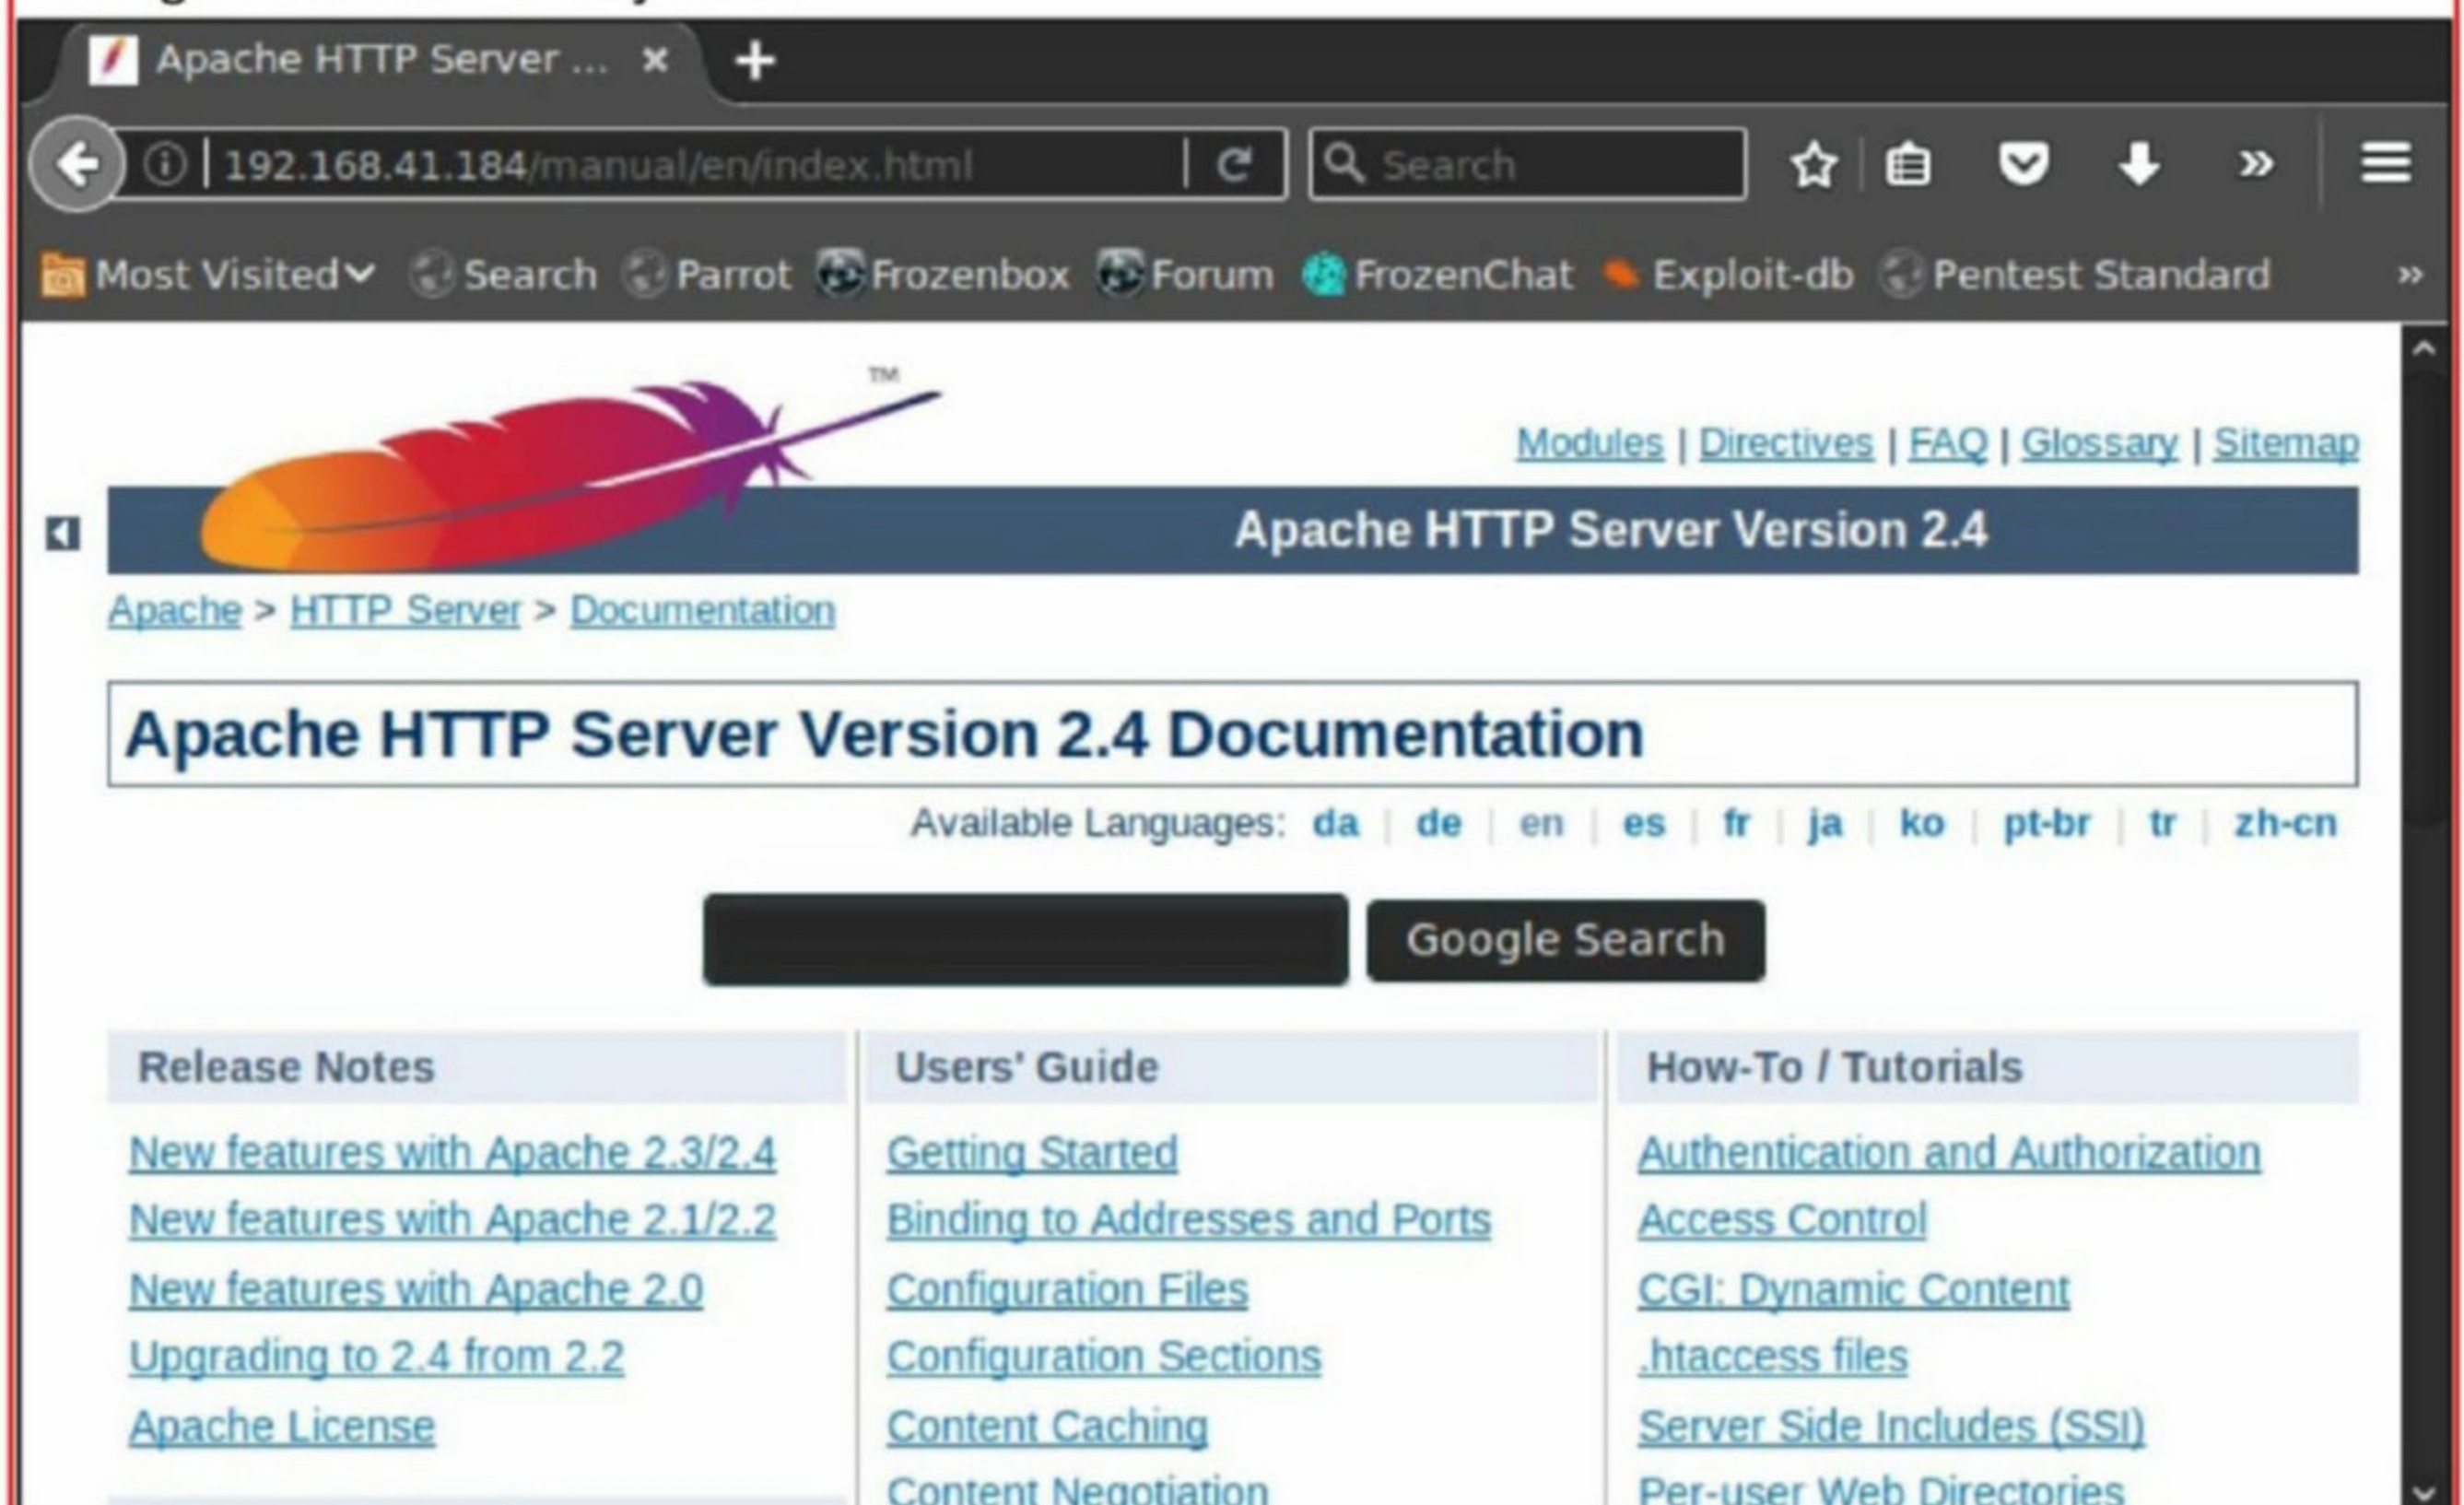 Apache HTTP Server ...
192.168.41.184/manual/en/index.html
Search
Most Visited Search Parrot Frozenbox Forum FrozenChat Exploit-db Pentest Standard »
TM
Modules | Directives | FAQ | Glossary | Sitemap
Apache HTTP Server Version 2.4
Apache > HTTP Server > Documentation
Apache HTTP Server Version 2.4 Documentation
Available Languages: da | de | en | es | fr | ja | ko | pt-br | tr | zh-cn
Google Search
Release Notes
New features with Apache 2.3/2.4
New features with Apache 2.1/2.2
New features with Apache 2.0
Upgrading to 2.4 from 2.2
Apache License
Users' Guide
Getting Started
Binding to Addresses and Ports
Configuration Files
Configuration Sections
Content Caching
Content Negotiation
How-To / Tutorials
Authentication and Authorization
Access Control
CGI: Dynamic Content
.htaccess files
Server Side Includes (SSI)
Per-user Web Directories